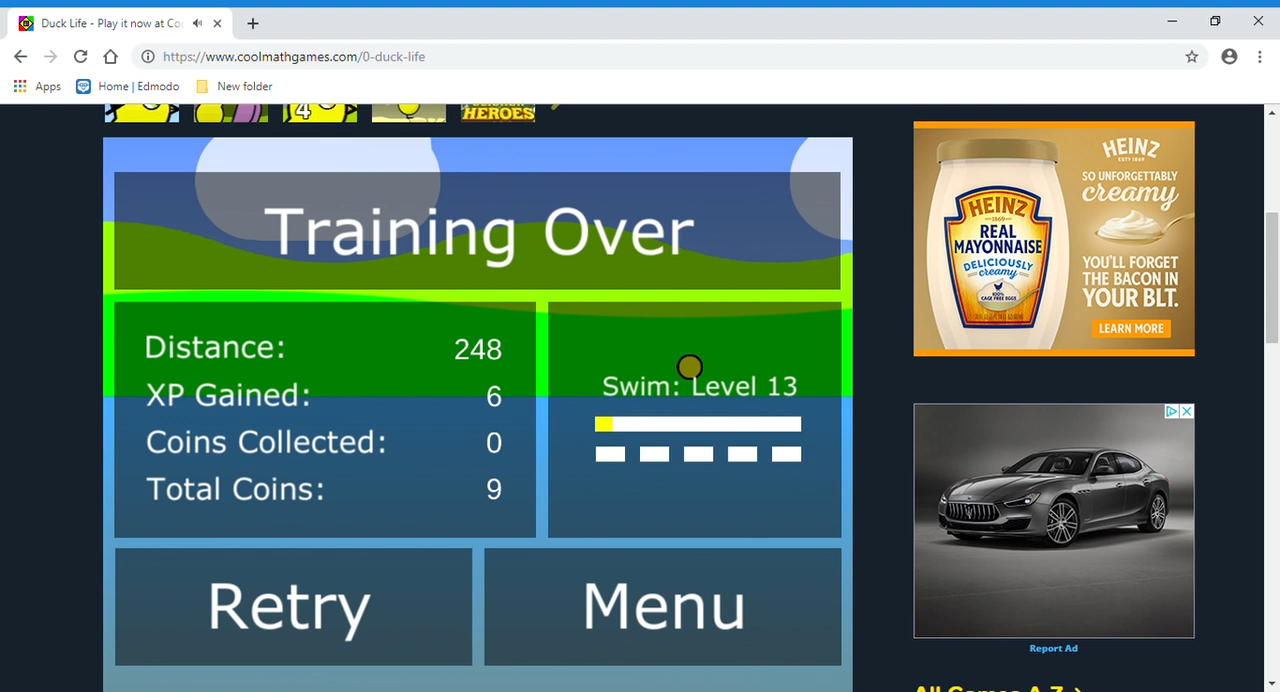 Duck Life - Play it now at Coo
https://www.coolmathgames.com/0-duck-life
Apps
Home | Edmodo
New folder
4
HEROES
Training Over
Distance: 248
XP Gained: 6
Coins Collected: 0
Total Coins: 9
Swim: Level 13
Retry
Menu
HEINZ
ESTD 1869
SO UNFORGETTABLY
creamy
YOU'LL FORGET
THE BACON IN
YOUR BLT.
LEARN MORE
HEINZ
1869
REAL
MAYONNAISE
DELICIOUSLY
creamy
100%
CAGE FREE EGGS
Report Ad
All Games A-Z